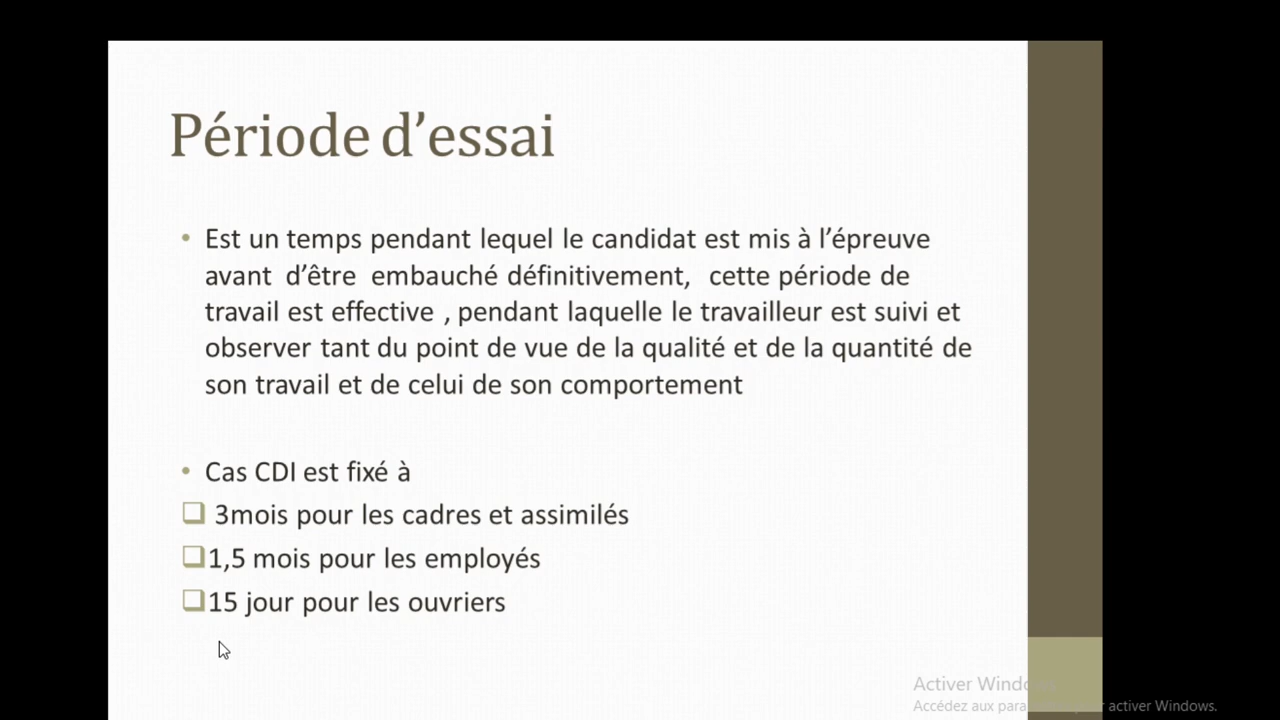 Période d'essai
• Est un temps pendant lequel le candidat est mis à l'épreuve
avant d'être embauché définitivement, cette période de
travail est effective , pendant laquelle le travailleur est suivi et
observer tant du point de vue de la qualité et de la quantité de
son travail et de celui de son comportement
• Cas CDI est fixé à
❑ 3mois pour les cadres et assimilés
❑1,5 mois pour les employés
❑15 jour pour les ouvriers
Activer Windows
Accédez aux para activer Windows.